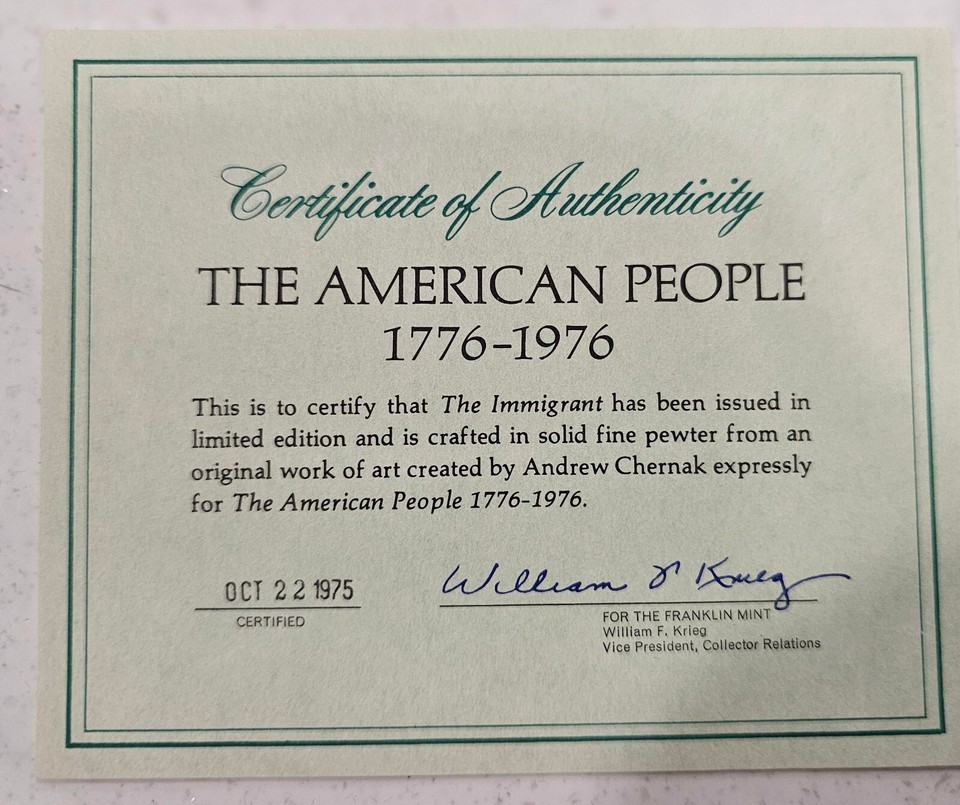 Certificate of Authenticity
THE AMERICAN PEOPLE
1776-1976
This is to certify that The Immigrant has been issued in
limited edition and is crafted in solid fine pewter from an
original work of art created by Andrew Chernak expressly
for The American People 1776-1976.
OCT 22 1975
CERTIFIED
William F Krieg
FOR THE FRANKLIN MINT
William F. Krieg
Vice President, Collector Relations